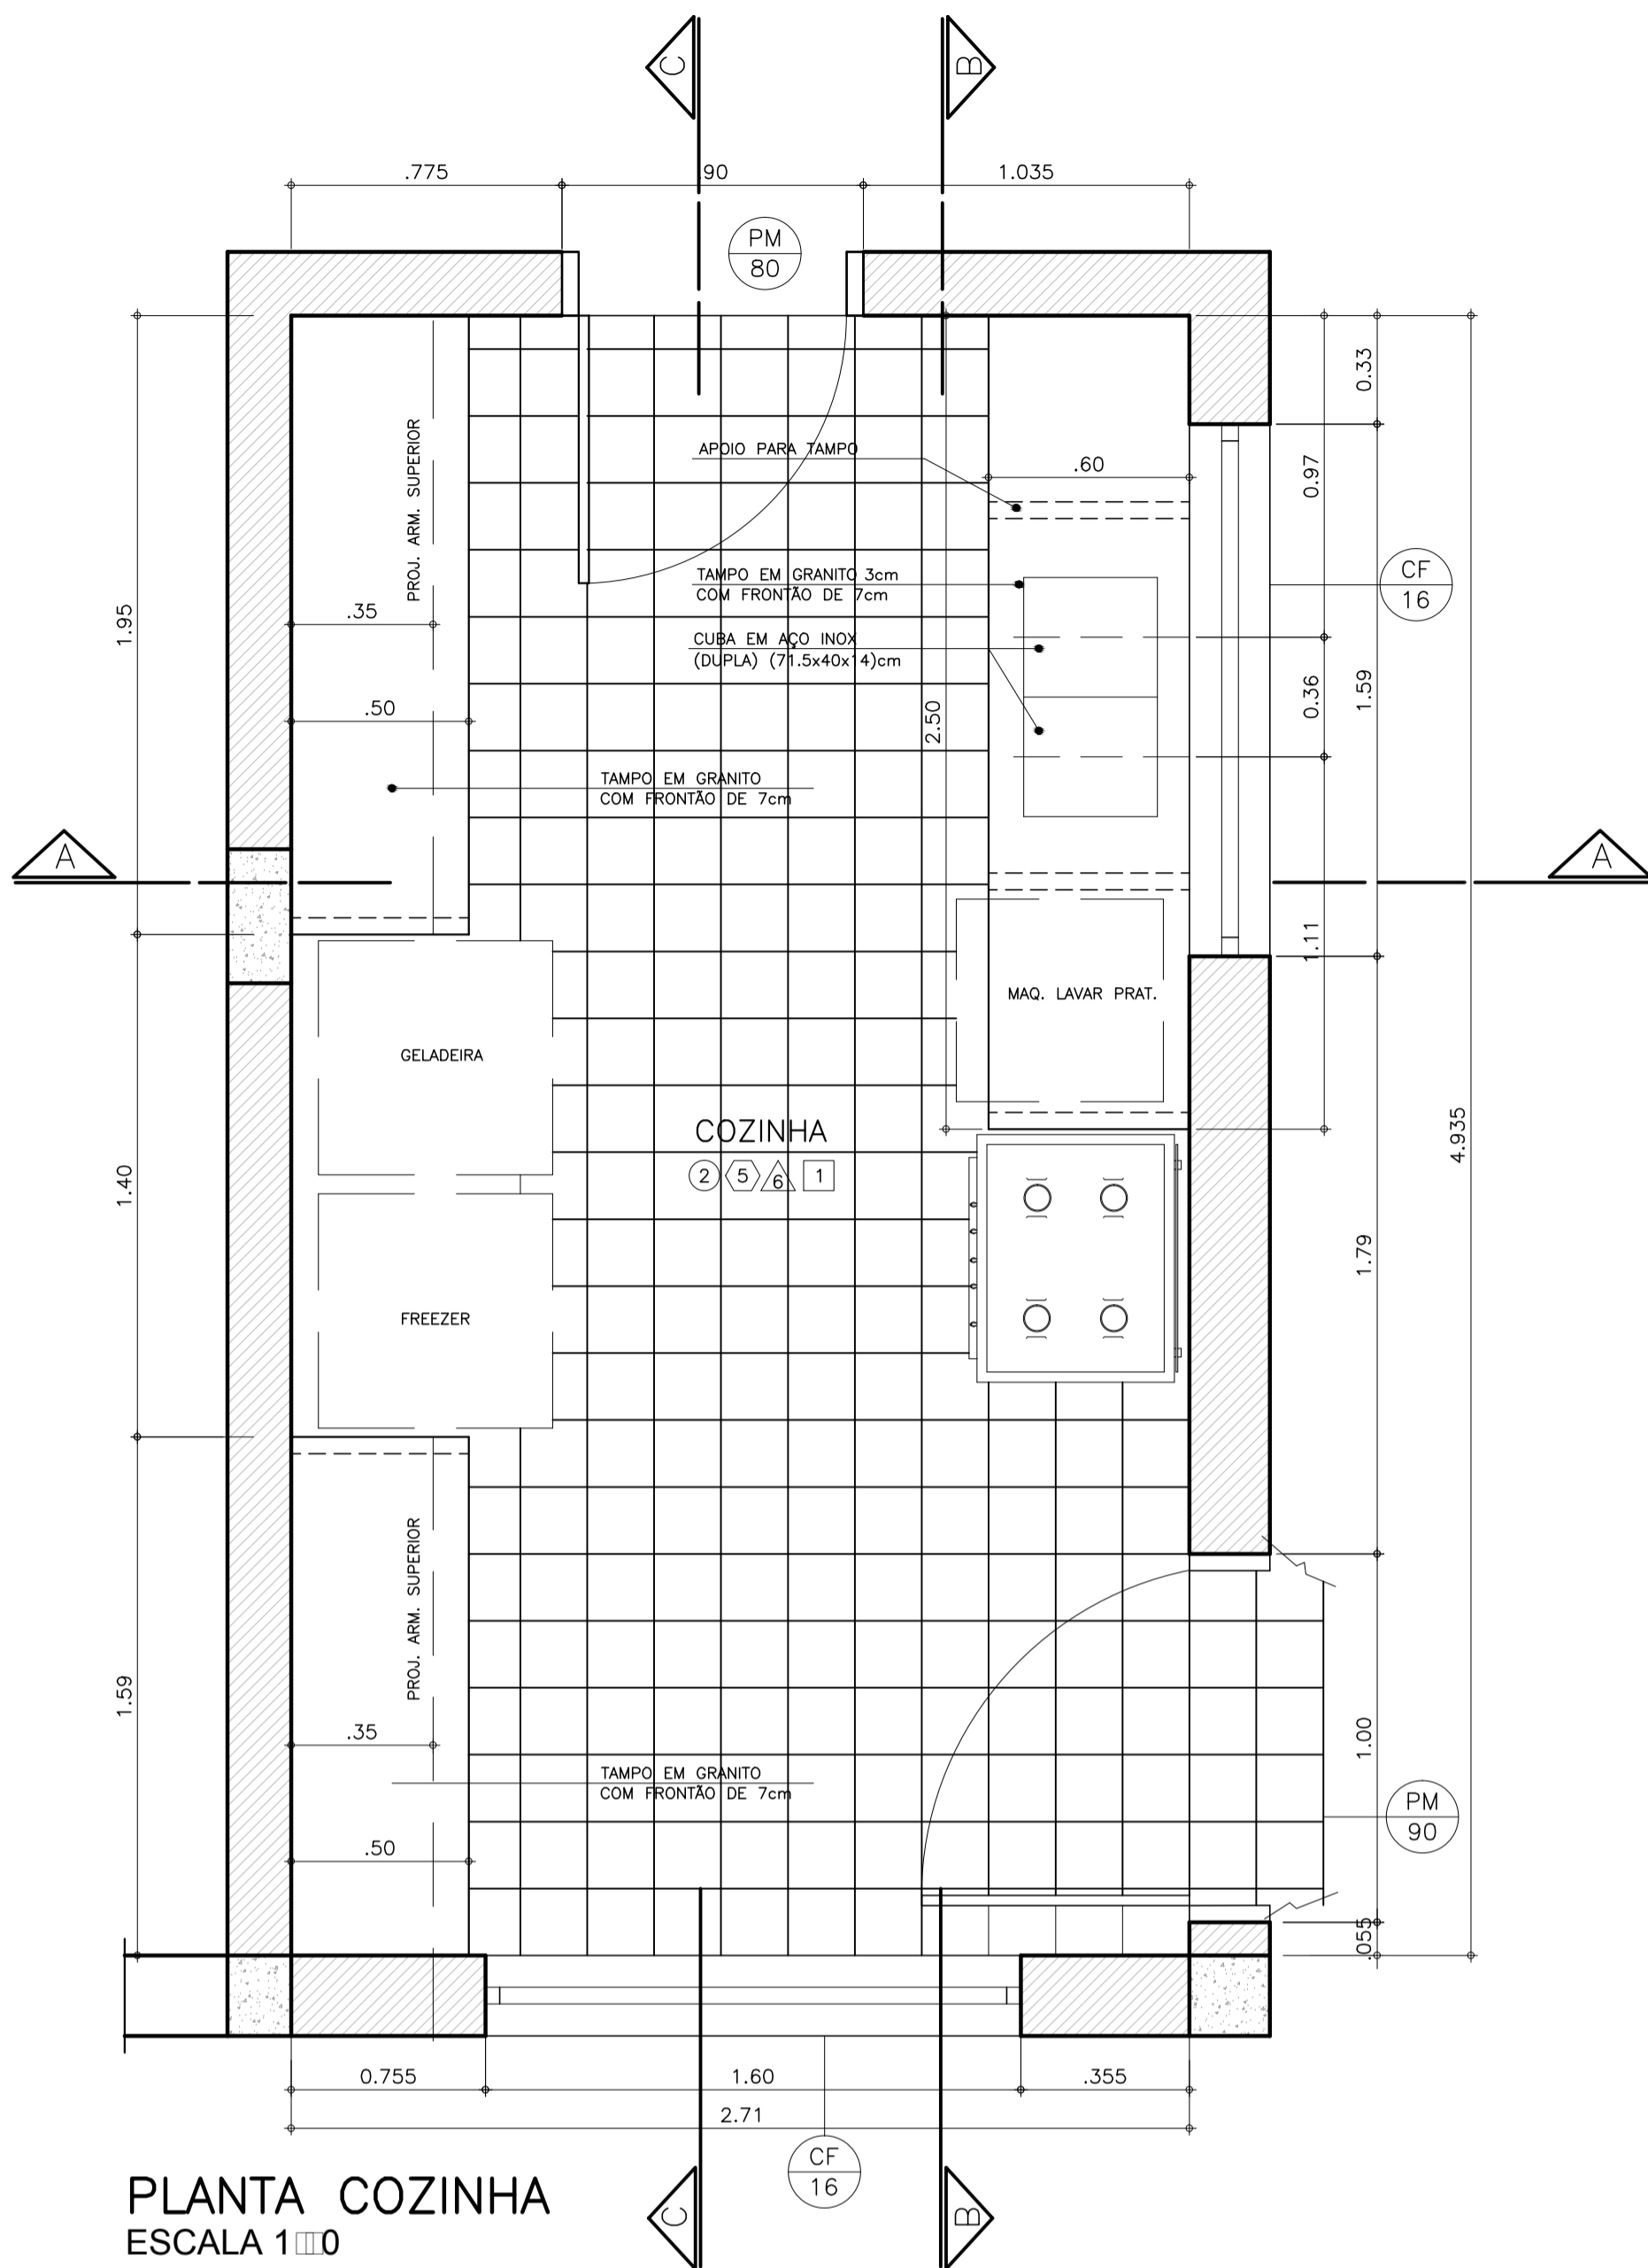 C
B
.775
.90
1.035
PM
80
0.33
PROJ. ARM. SUPERIOR
APOIO PARA TAMPO
.60
0.97
TAMPO EM GRANITO 3cm
COM FRONTÃO DE 7cm
CF
16
1.95
.35
CUBA EM AÇO INOX
(DUPLA) (71.5x40x14)cm
1.59
0.36
.50
2.50
TAMPO EM GRANITO
COM FRONTÃO DE 7cm
A
A
1.11
MAQ. LAVAR PRAT.
GELADEIRA
COZINHA
2 5 6 1
4.935
1.40
1.79
FREEZER
PROJ. ARM. SUPERIOR
1.59
.35
1.00
TAMPO EM GRANITO
COM FRONTÃO DE 7cm
PM
90
.50
.055
0.755
1.60
.355
2.71
CF
16
C
B
PLANTA COZINHA
ESCALA